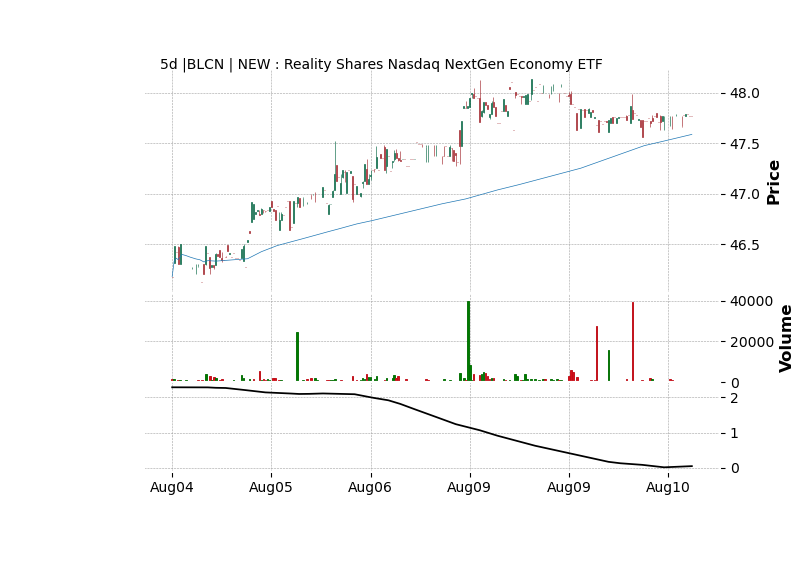 5d |BLCN | NEW : Reality Shares Nasdaq NextGen Economy ETF
48.0
47.5
47.0
46.5
Price
40000
20000
0
Volume
2
1
0
Aug04 Aug05 Aug06 Aug09 Aug09 Aug10